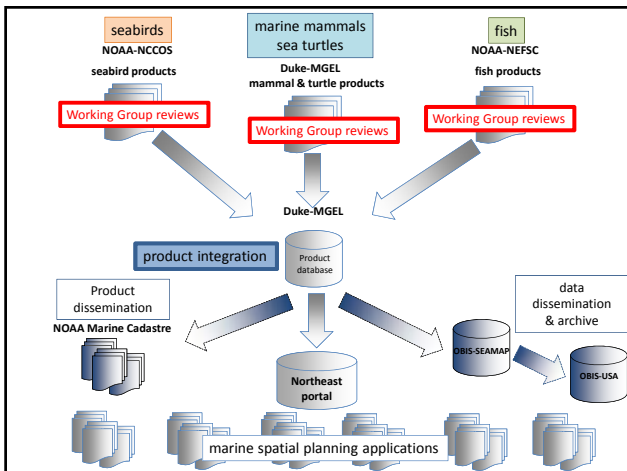 seabirds
NOAA-NCCOS
seabird products
Working Group reviews
marine mammals
sea turtles
Duke-MGEL
mammal & turtle products
Working Group reviews
fish
NOAA-NEFSC
fish products
Working Group reviews
Duke-MGEL
product integration
Product
database
Product
dissemination
NOAA Marine Cadastre
Northeast
portal
OBIS-SEAMAP
data
dissemination
& archive
OBIS-USA
marine spatial planning applications